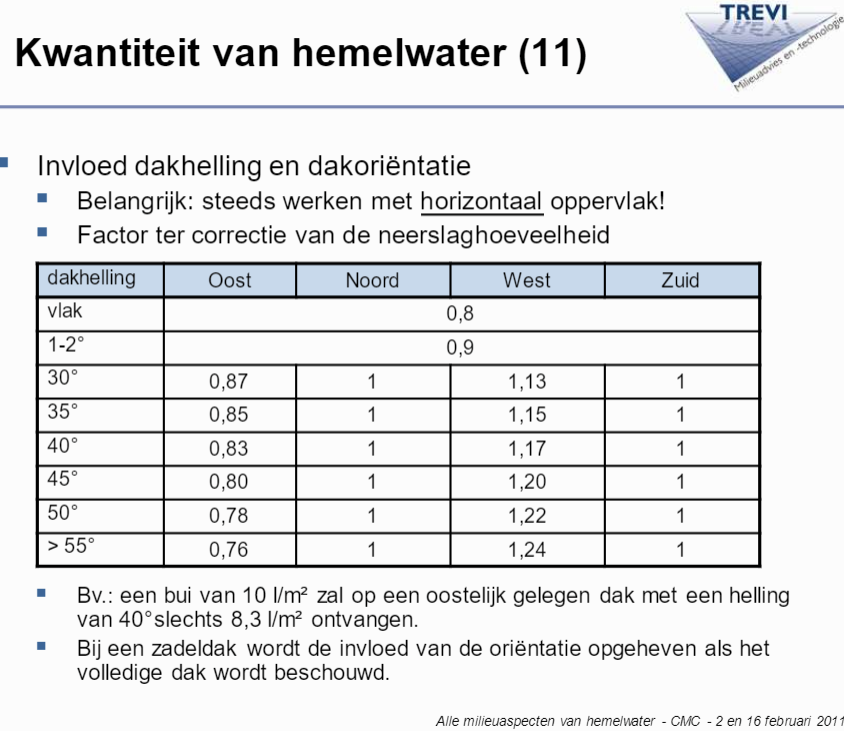 TREVI
Milieuadvies en -technologie
Kwantiteit van hemelwater (11)
Invloed dakhelling en dakoriëntatie
Belangrijk: steeds werken met horizontaal oppervlak!
Factor ter correctie van de neerslaghoeveelheid
dakhelling Oost Noord West Zuid
vlak 0,8
1-2° 0,9
30° 0,87 1 1,13 1
35° 0,85 1 1,15 1
40° 0,83 1 1,17 1
45° 0,80 1 1,20 1
50° 0,78 1 1,22 1
> 55° 0,76 1 1,24 1
Bv.: een bui van 10 l/m² zal op een oostelijk gelegen dak met een helling
van 40°slechts 8,3 l/m² ontvangen.
Bij een zadeldak wordt de invloed van de oriëntatie opgeheven als het
volledige dak wordt beschouwd.
Alle milieuaspecten van hemelwater - CMC - 2 en 16 februari 2011